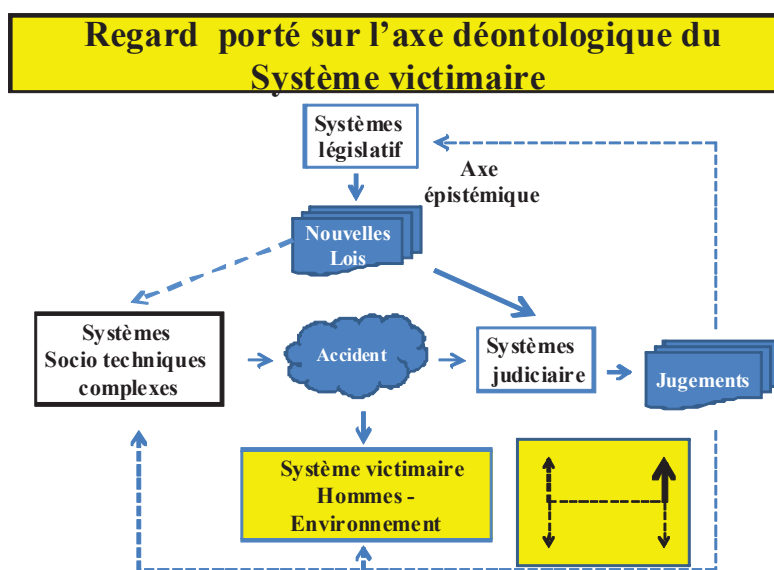 Regard porté sur l'axe déontologique du
Système victimaire
Systèmes
législatif
Axe
épistémique
Nouvelles
Lois
Systèmes
Socio techniques
complexes
Accident
Systèmes
judiciaire
Jugements
Système victimaire
Hommes -
Environnement